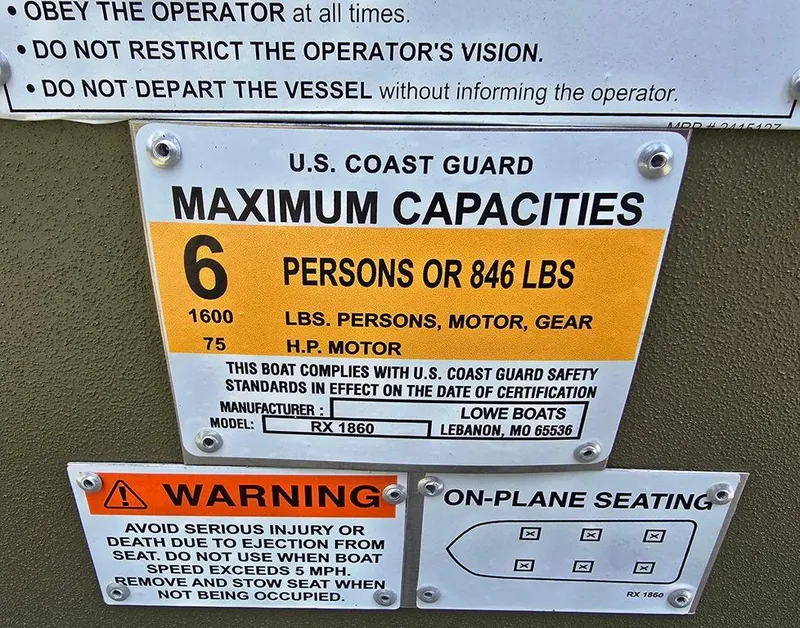 • OBEY THE OPERATOR at all times.
• DO NOT RESTRICT THE OPERATOR'S VISION.
• DO NOT DEPART THE VESSEL without informing the operator.
U.S. COAST GUARD
MAXIMUM CAPACITIES
6 PERSONS OR 846 LBS
1600 LBS. PERSONS, MOTOR, GEAR
75 H.P. MOTOR
THIS BOAT COMPLIES WITH U.S. COAST GUARD SAFETY
STANDARDS IN EFFECT ON THE DATE OF CERTIFICATION
MANUFACTURER : LOWE BOATS
MODEL: RX 1860 LEBANON, MO 65536
WARNING
AVOID SERIOUS INJURY OR
DEATH DUE TO EJECTION FROM
SEAT. DO NOT USE WHEN BOAT
SPEED EXCEEDS 5 MPH.
REMOVE AND STOW SEAT WHEN
NOT BEING OCCUPIED.
ON-PLANE SEATING
RX 1860